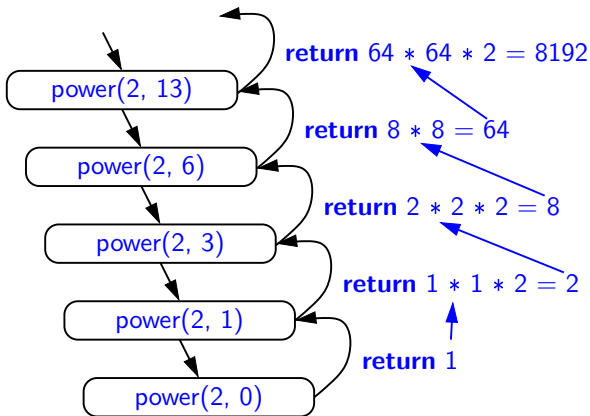 return 64 * 64 * 2 = 8192
power(2, 13)
return 8 * 8 = 64
power(2, 6)
return 2 * 2 * 2 = 8
power(2, 3)
return 1 * 1 * 2 = 2
power(2, 1)
return 1
power(2, 0)